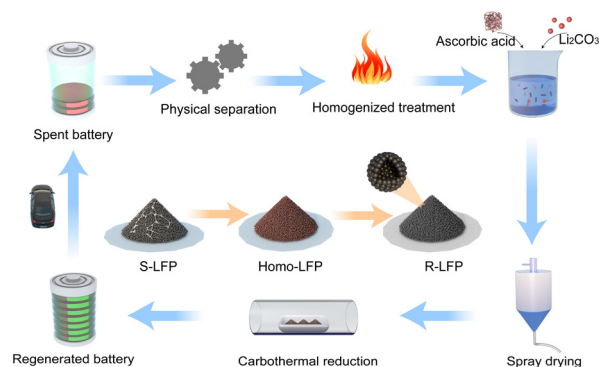 Ascorbic acid
Li₂CO₃
Spent battery
Physical separation
Homogenized treatment
S-LFP
Homo-LFP
R-LFP
Regenerated battery
Carbothermal reduction
Spray drying